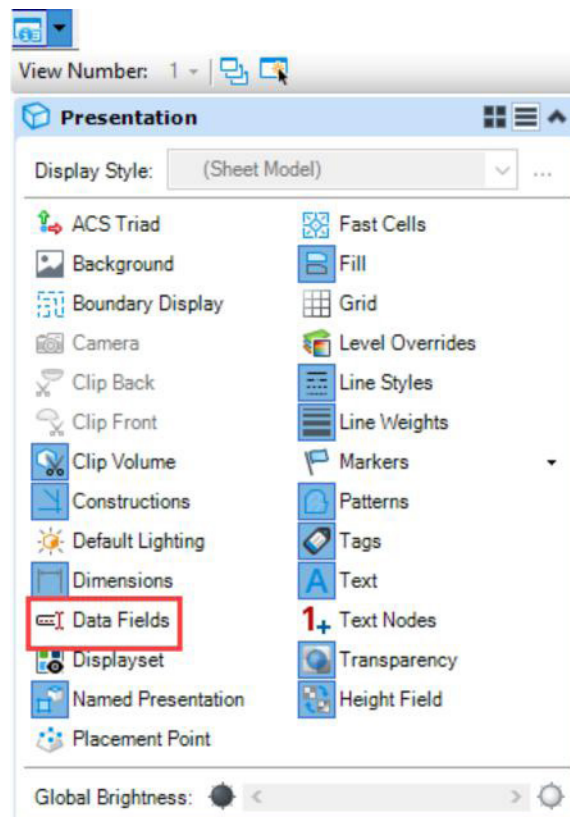 View Number: 1
Presentation
Display Style: (Sheet Model) ...
ACS Triad
Background
Boundary Display
Camera
Clip Back
Clip Front
Clip Volume
Constructions
Default Lighting
Dimensions
Data Fields
Displayset
Named Presentation
Placement Point
Fast Cells
Fill
Grid
Level Overrides
Line Styles
Line Weights
Markers
Patterns
Tags
Text
Text Nodes
Transparency
Height Field
Global Brightness: